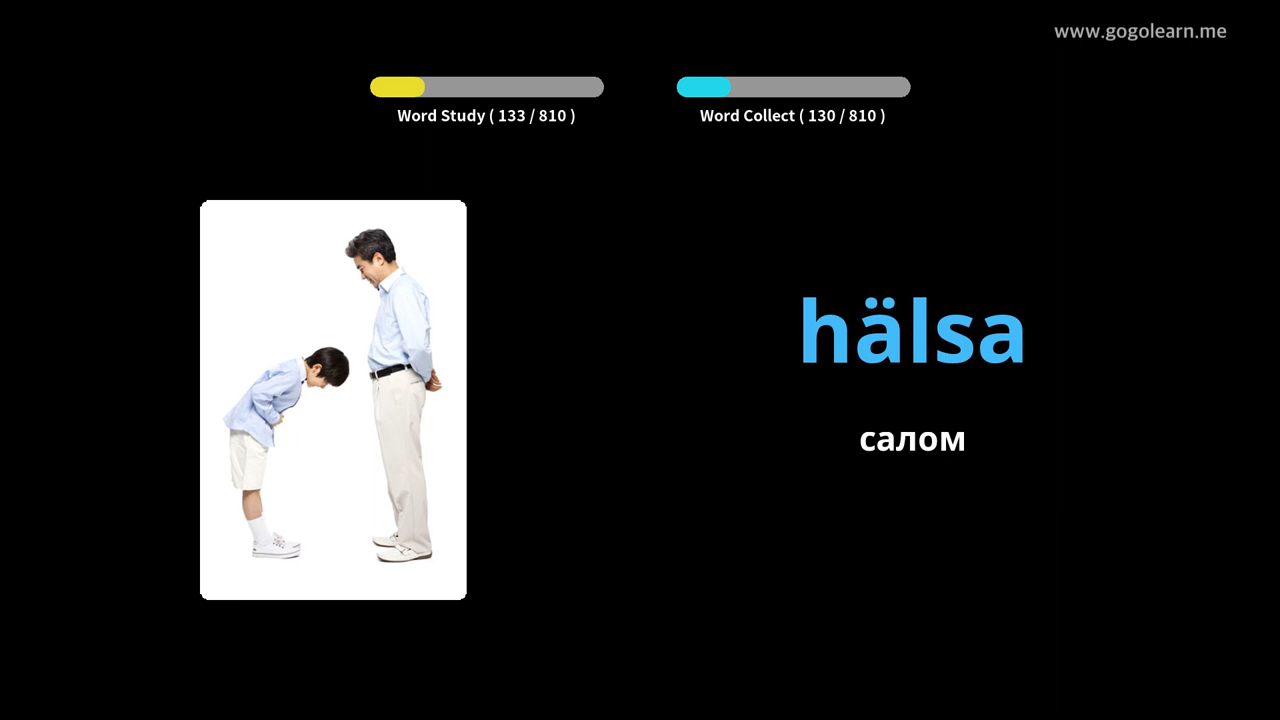 www.gogolearn.me
Word Study ( 133 / 810 )
Word Collect ( 130 / 810 )
hälsa
салом